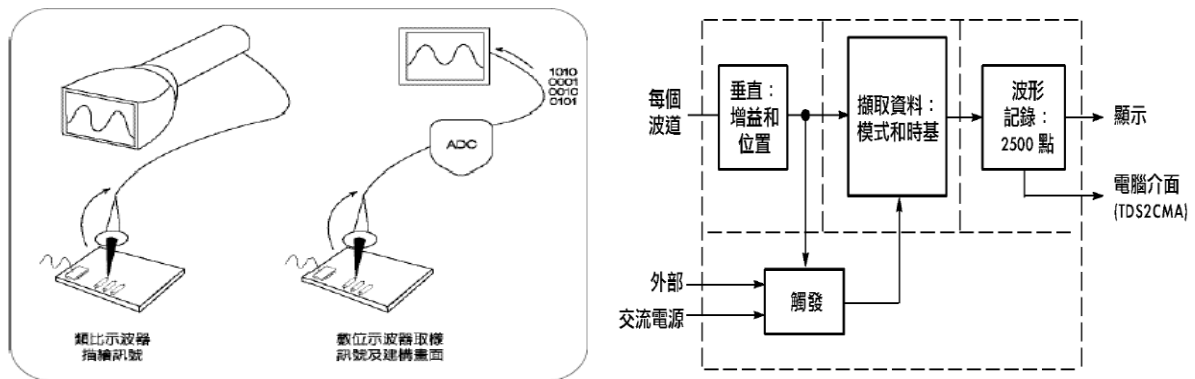 1010
0001
0010
0101
ADC
類比示波器
描繪訊號
數位示波器取樣
訊號及建構畫面
每個
波道
垂直：
增益和
位置
擷取資料：
模式和時基
波形
記錄：
2500 點
顯示
電腦介面
(TDS2CMA)
外部
交流電源
觸發